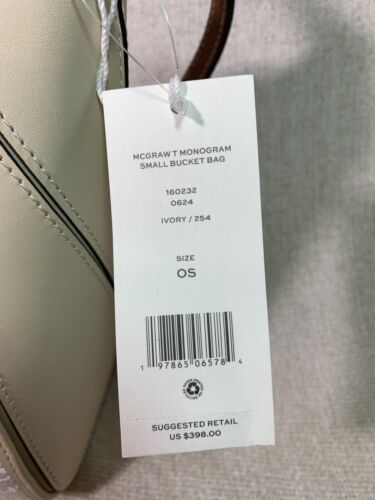 MCGRAW T MONOGRAM
SMALL BUCKET BAG
160232
0624
IVORY / 254
SIZE
OS
1 97865 06578 4
SUGGESTED RETAIL
US $398.00